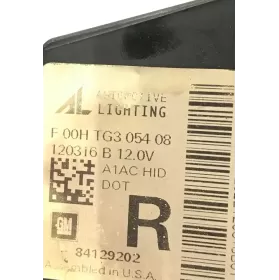 AL AUTOMOTIVE
LIGHTING
F 00H TG3 054 08
120316 B 12.0V
A1AC HID
DOT
R
GM
84129202
Assembled in